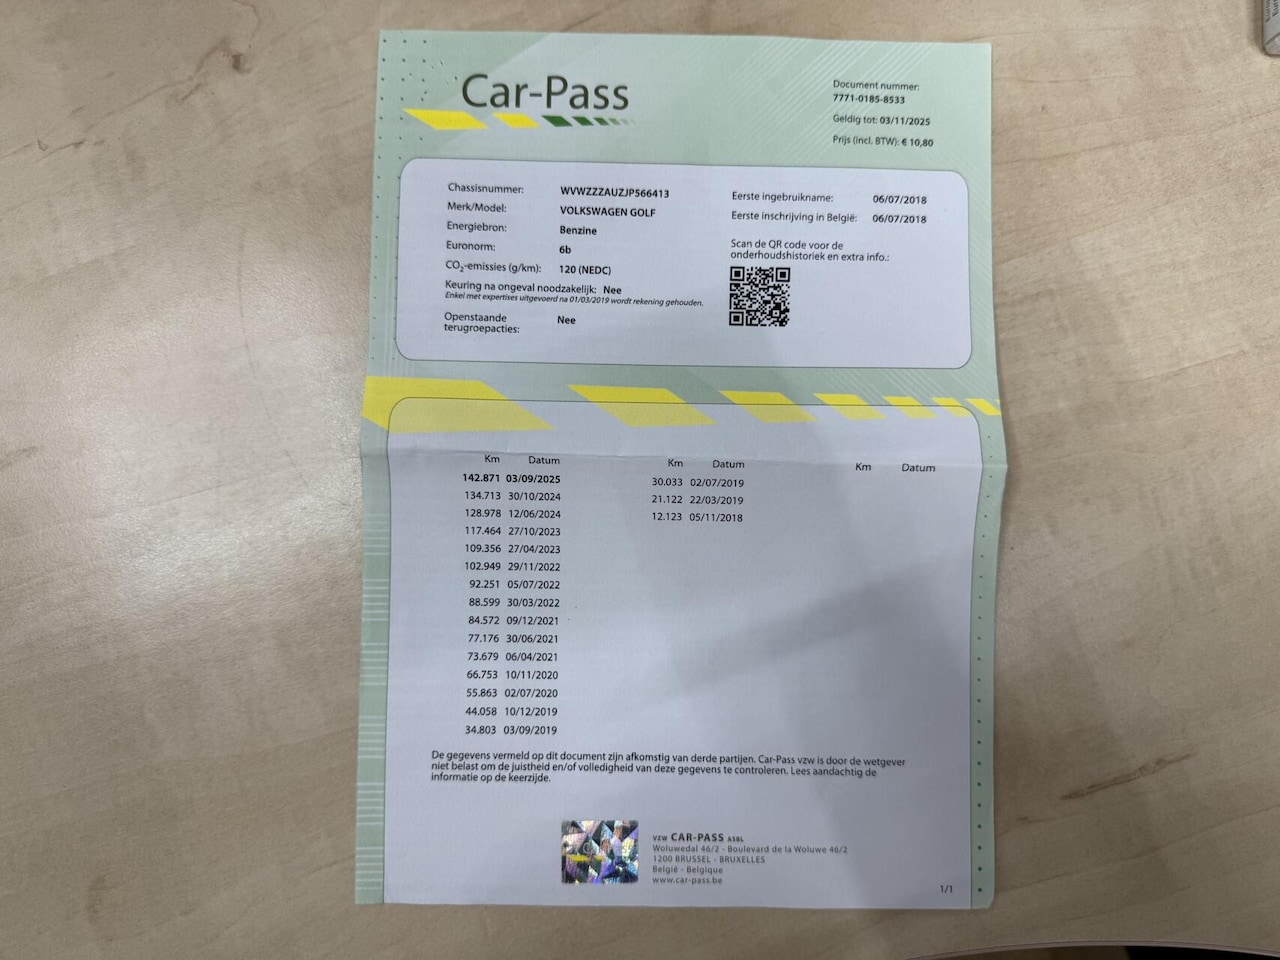 Car-Pass
Document nummer:
7771-0185-8533
Geldig tot: 03/11/2025
Prijs (incl. BTW): € 10,80
Chassisnummer: WVWZZZAUZJP566413
Merk/Model: VOLKSWAGEN GOLF
Energiebron: Benzine
Euronorm: 6b
CO2-emissies (g/km): 120 (NEDC)
Keuring na ongeval noodzakelijk: Nee
Enkel met expertises uitgevoerd na 01/03/2019 wordt rekening gehouden.
Openstaande
terugroepacties: Nee
Eerste ingebruikname: 06/07/2018
Eerste inschrijving in België: 06/07/2018
Scan de QR code voor de
onderhoudshistoriek en extra info.:
Km Datum
142.871 03/09/2025
134.713 30/10/2024
128.978 12/06/2024
117.464 27/10/2023
109.356 27/04/2023
102.949 29/11/2022
92.251 05/07/2022
88.599 30/03/2022
84.572 09/12/2021
77.176 30/06/2021
73.679 06/04/2021
66.753 10/11/2020
55.863 02/07/2020
44.058 10/12/2019
34.803 03/09/2019
Km Datum
30.033 02/07/2019
21.122 22/03/2019
12.123 05/11/2018
Km Datum
De gegevens vermeld op dit document zijn afkomstig van derde partijen. Car-Pass vzw is door de wetgever
niet belast om de juistheid en/of volledigheid van deze gegevens te controleren. Lees aandachtig de
informatie op de keerzijde.
VZW CAR-PASS ASBL
Woluwedal 46/2 - Boulevard de la Woluwe 46/2
1200 BRUSSEL - BRUXELLES
België - Belgique
www.car-pass.be
1/1